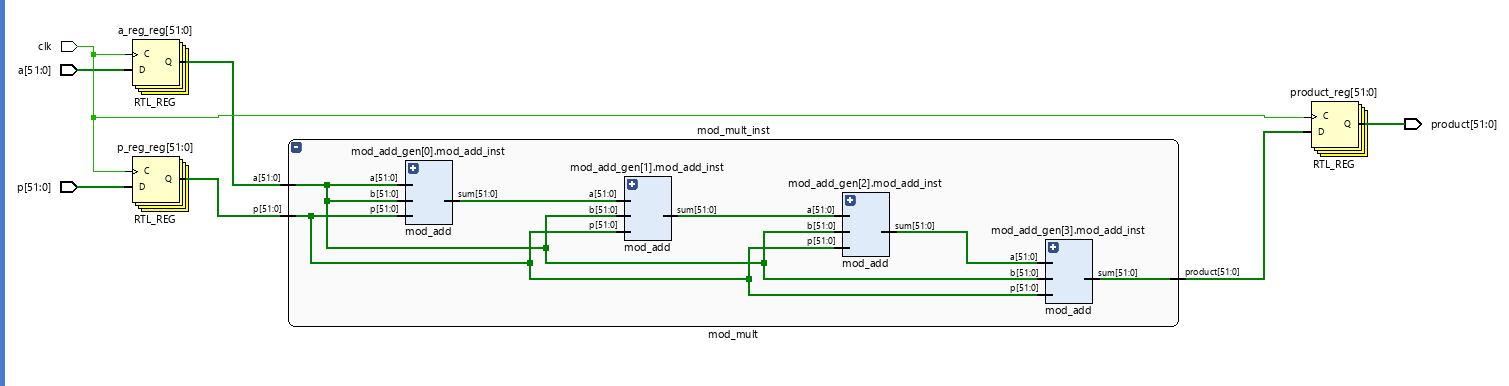 a_reg_reg[51:0]
clk
C
Q
a[51:0]
D
RTL_REG
product_reg[51:0]
C
Q
product[51:0]
D
RTL_REG
mod_mult_inst
p_reg_reg[51:0]
C
Q
p[51:0]
D
RTL_REG
mod_add_gen[0].mod_add_inst
a[51:0]
a[51:0]
b[51:0]
sum[51:0]
p[51:0]
p[51:0]
mod_add
mod_add_gen[1].mod_add_inst
a[51:0]
b[51:0]
sum[51:0]
p[51:0]
mod_add
mod_add_gen[2].mod_add_inst
a[51:0]
b[51:0]
sum[51:0]
p[51:0]
mod_add
mod_add_gen[3].mod_add_inst
a[51:0]
b[51:0]
sum[51:0]
product[51:0]
p[51:0]
mod_add
mod_mult